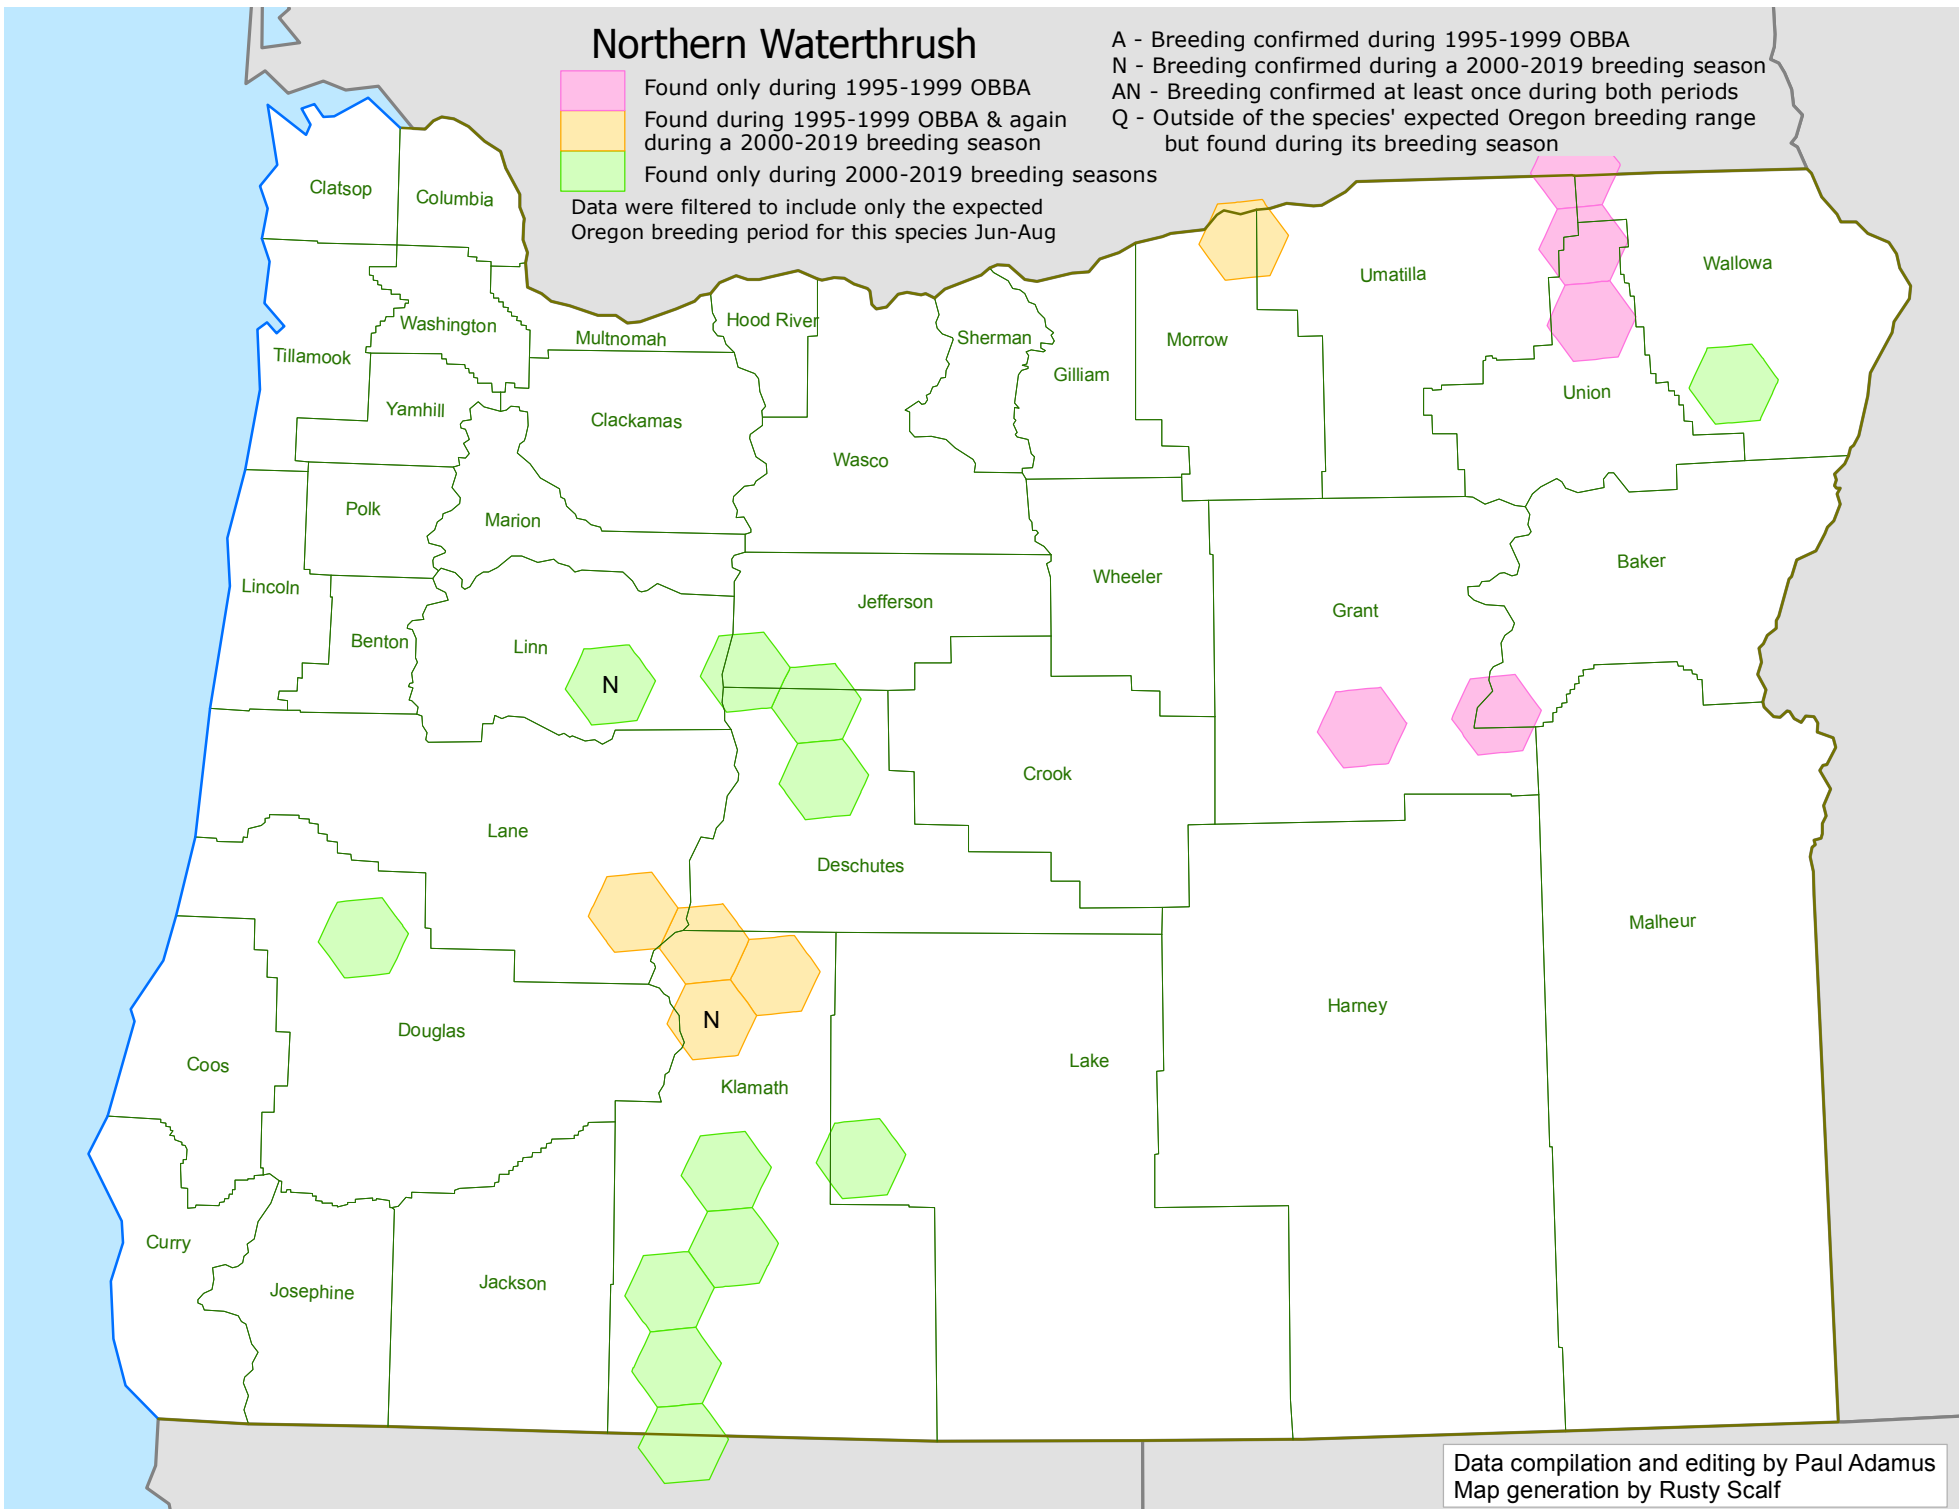 Northern Waterthrush
Found only during 1995-1999 OBBA
Found during 1995-1999 OBBA & again
during a 2000-2019 breeding season
Found only during 2000-2019 breeding seasons
Data were filtered to include only the expected
Oregon breeding period for this species Jun-Aug
A - Breeding confirmed during 1995-1999 OBBA
N - Breeding confirmed during a 2000-2019 breeding season
AN - Breeding confirmed at least once during both periods
Q - Outside of the species' expected Oregon breeding range
but found during its breeding season
Clatsop
Columbia
Wallowa
Umatilla
Hood River
Washington
Multnomah
Sherman
Morrow
Tillamook
Gilliam
Union
Yamhill
Clackamas
Wasco
Polk
Marion
Baker
Wheeler
Lincoln
Jefferson
Grant
Benton
Linn
N
Crook
Lane
Deschutes
Malheur
Harney
N
Douglas
Coos
Lake
Klamath
Curry
Jackson
Josephine
Data compilation and editing by Paul Adamus
Map generation by Rusty Scalf